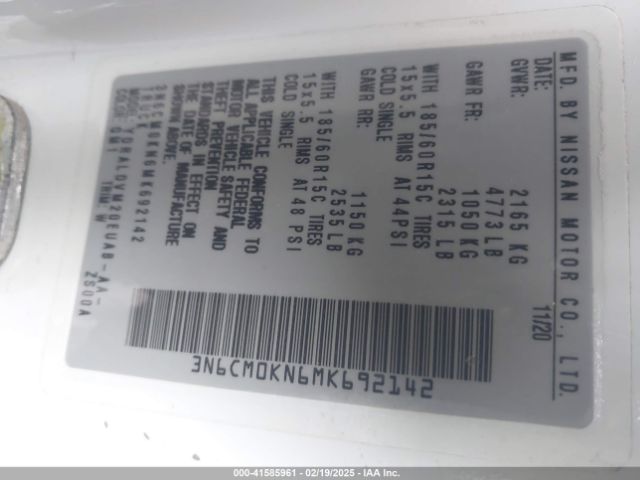 MFD. BY NISSAN MOTOR CO., LTD.
DATE: 11/20
GVWR: 2165 KG
4773 LB
GAWR FR: 1050 KG
2315 LB
WITH 185/60R15C TIRES
15x5.5 RIMS AT 44PSI
COLD SINGLE
GAWR RR: 1150 KG
2535 LB
WITH 185/60R15C TIRES
15x5.5 RIMS AT 48 PSI
COLD SINGLE
THIS VEHICLE CONFORMS TO
ALL APPLICABLE FEDERAL
MOTOR VEHICLE SAFETY AND
THEFT PREVENTION
STANDARDS IN EFFECT ON
THE DATE OF MANUFACTURE
SHOWN ABOVE.
3N6CM0KN6MK692142
TRUCK
MODEL:
COLOR: TRIM: W
2S00A
3N6CM0KN6MK692142
000-41585961 - 02/19/2025 - IAA Inc.